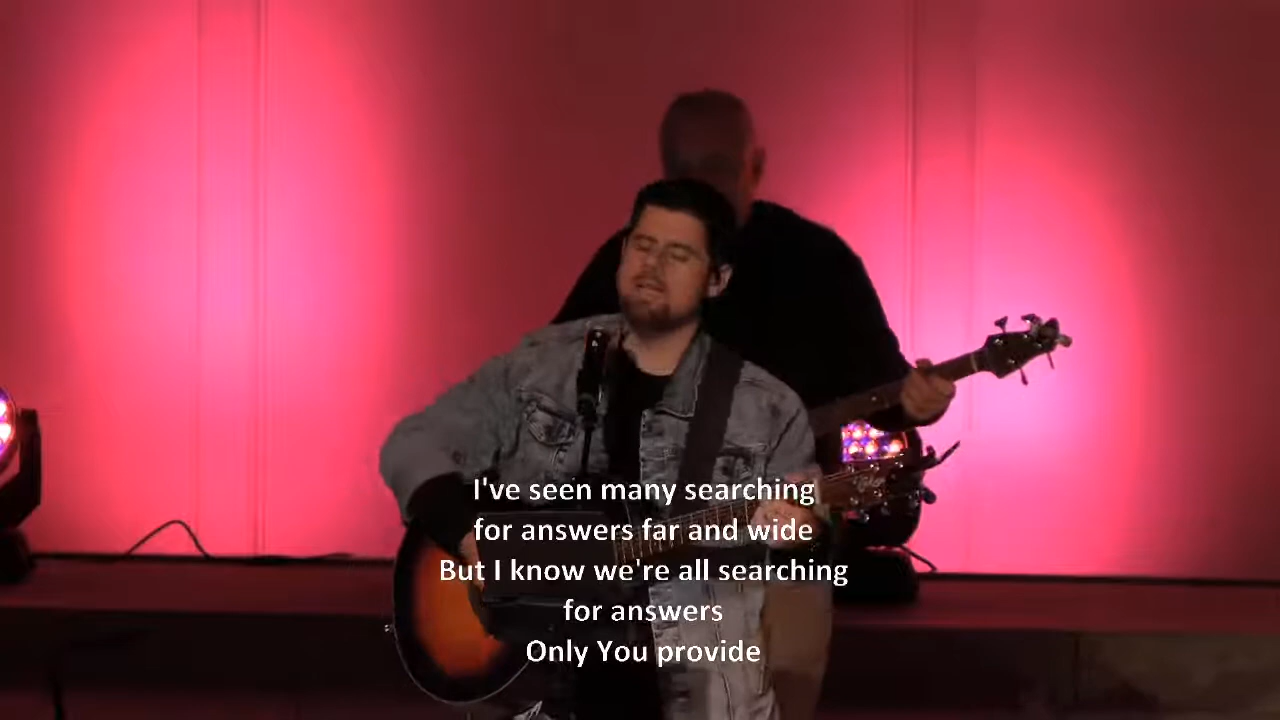 I've seen many searching
for answers far and wide
But I know we're all searching
for answers
Only You provide